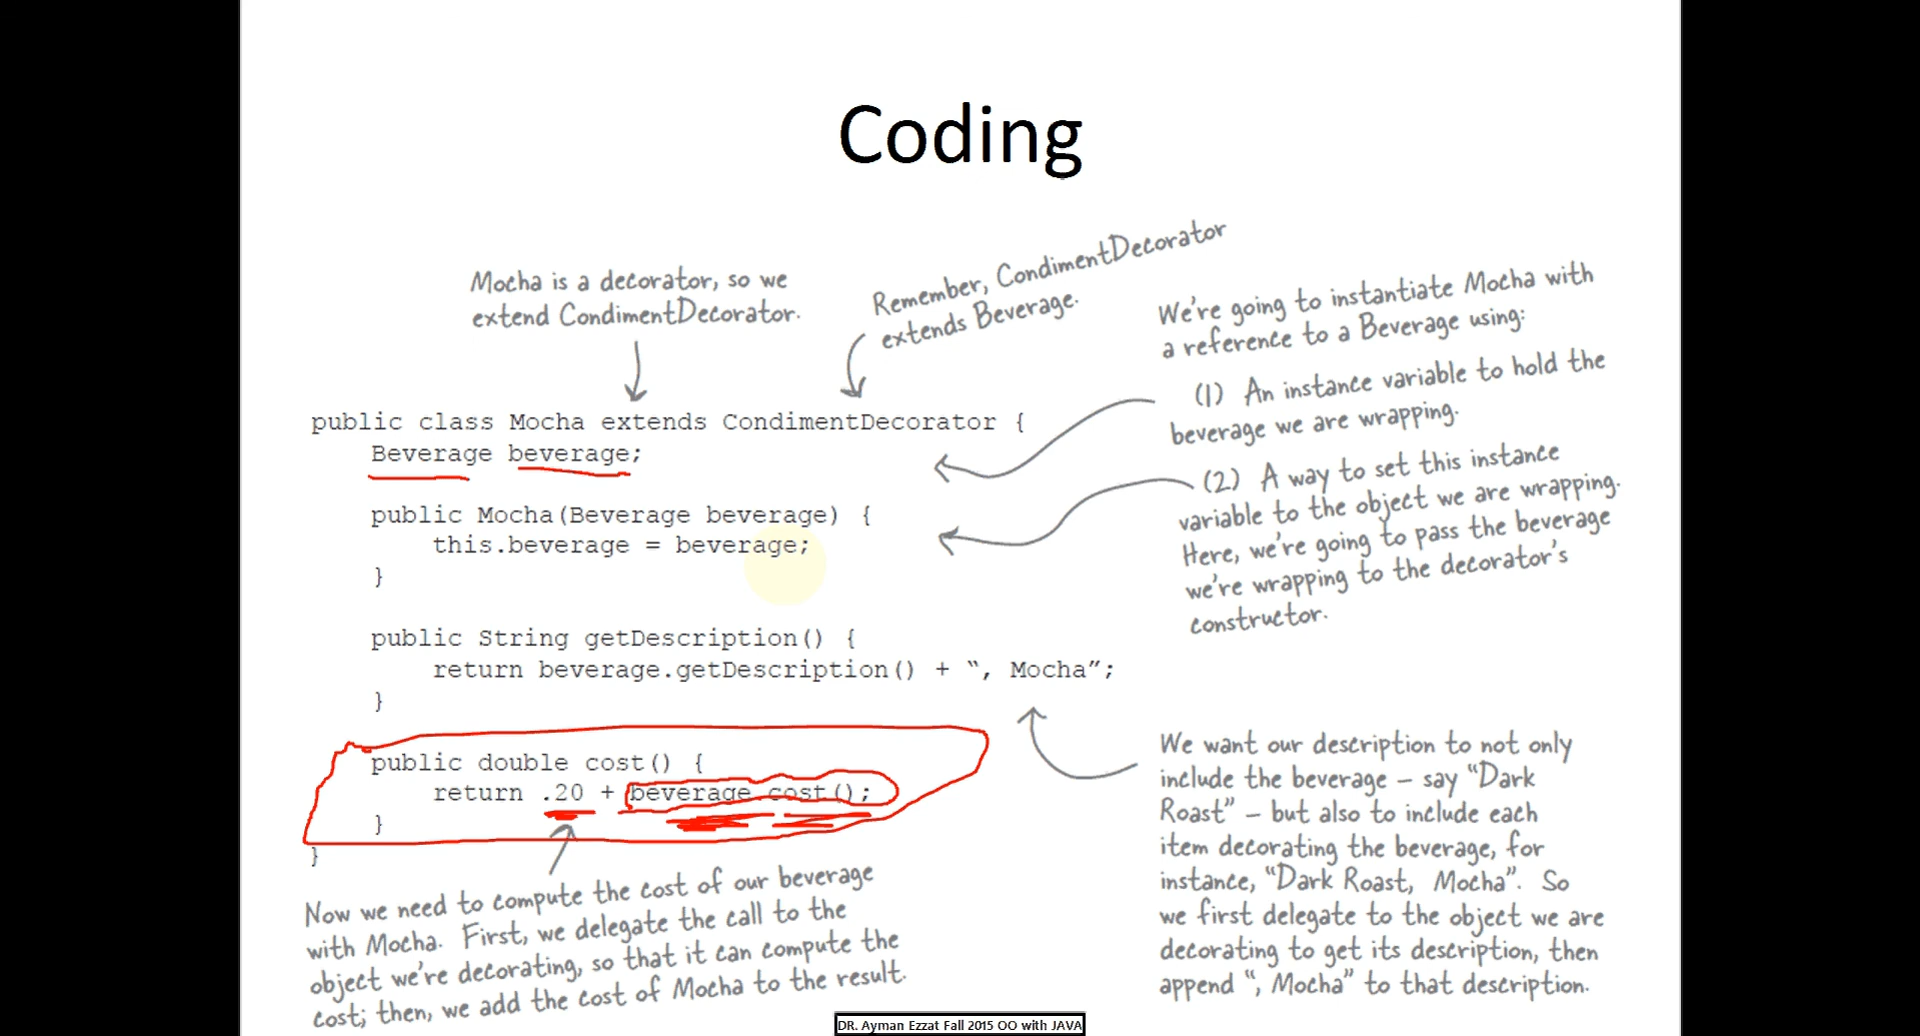 Coding
Mocha is a decorator, so we
extend CondimentDecorator.
Remember, CondimentDecorator
extends Beverage.
We're going to instantiate Mocha with
a reference to a Beverage using:
(1) An instance variable to hold the
beverage we are wrapping.
(2) A way to set this instance
variable to the object we are wrapping.
Here, we're going to pass the beverage
we're wrapping to the decorator's
constructor.
public class Mocha extends CondimentDecorator {
Beverage beverage;
public Mocha(Beverage beverage) {
this.beverage = beverage;
}
public String getDescription() {
return beverage.getDescription() + “, Mocha”;
}
public double cost() {
return .20 + beverage.cost();
}
}
We want our description to not only
include the beverage – say “Dark
Roast” – but also to include each
item decorating the beverage, for
instance, “Dark Roast, Mocha”. So
we first delegate to the object we are
decorating to get its description, then
append “, Mocha” to that description.
Now we need to compute the cost of our beverage
with Mocha. First, we delegate the call to the
object we're decorating, so that it can compute the
cost; then, we add the cost of Mocha to the result.
DR. Ayman Ezzat Fall 2015 OO with JAVA